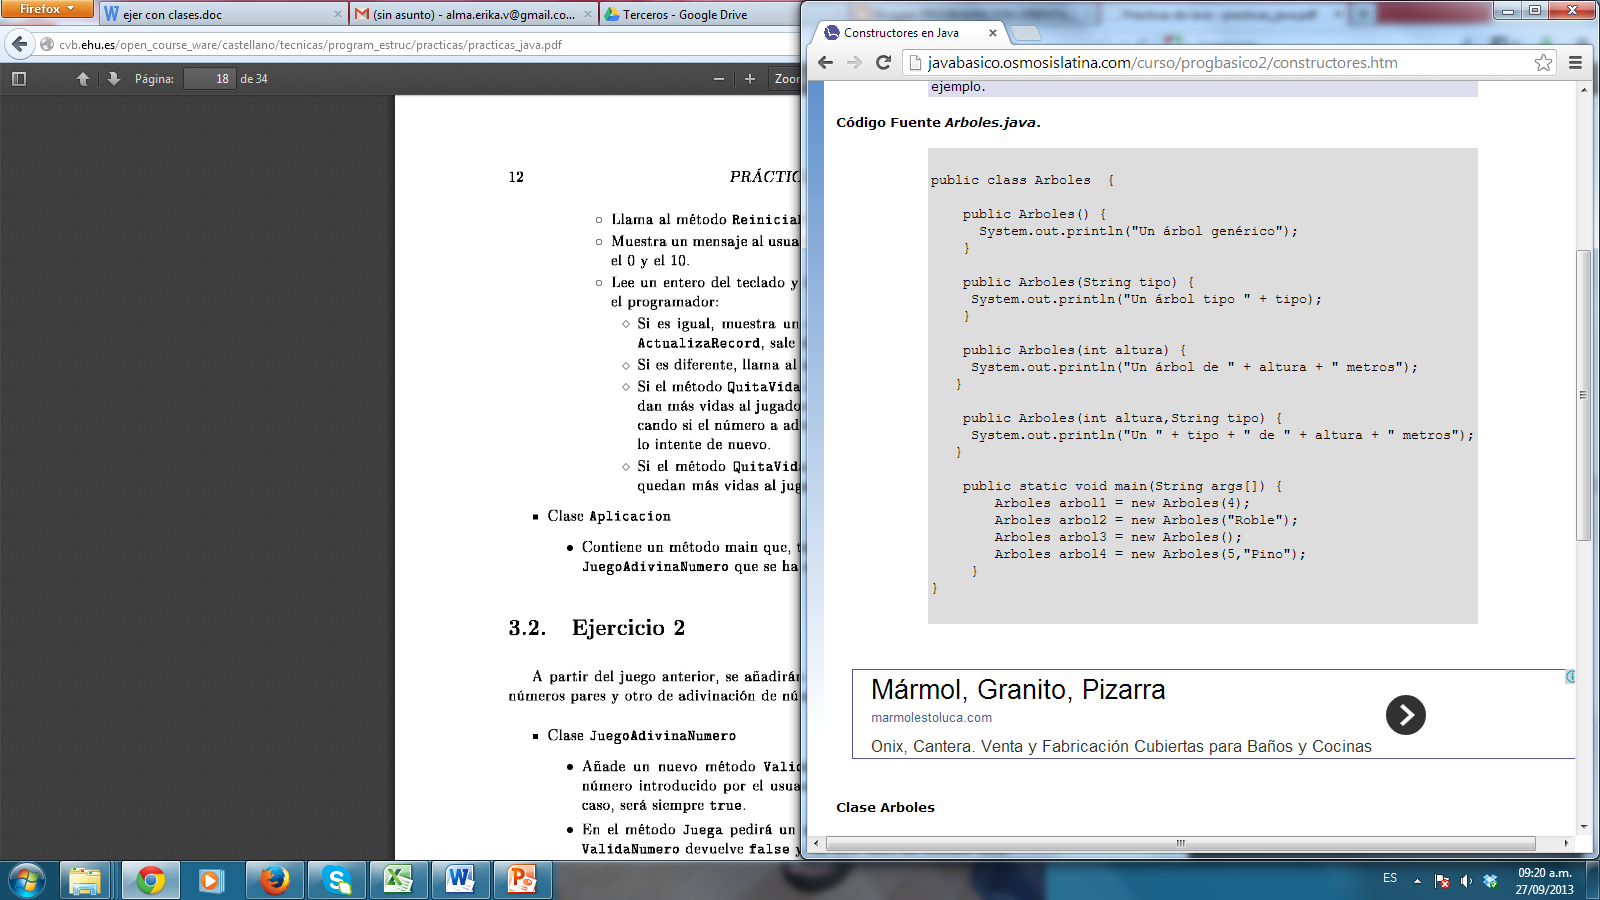 Firefox
ejer con clases.doc
(sin asunto) - alma.erika.v@gmail.co...
Terceros - Google Drive
cvb.ehu.es/open_course_ware/castellano/tecnicas/program_estruc/practicas/practicas_java.pdf
Página: 18 de 34
Zoo
12 PRÁCTIC
Llama al método Reinicia
Muestra un mensaje al usua
el 0 y el 10.
Lee un entero del teclado y
el programador:
Si es igual, muestra un
ActualizaRecord, sale
Si es diferente, llama al
Si el método QuitaVida
dan más vidas al jugado
cando si el número a ad
lo intente de nuevo.
Si el método QuitaVida
quedan más vidas al jug
Clase Aplicacion
Contiene un método main que, t
JuegoAdivinaNumero que se ha
3.2. Ejercicio 2
A partir del juego anterior, se añadirán
números pares y otro de adivinación de nú
Clase JuegoAdivinaNumero
Añade un nuevo método Valid
número introducido por el usua
caso, será siempre true.
En el método Juega pedirá un
ValidaNumero devuelve false y
Constructores en Java
javabasico.osmosislatina.com/curso/progbasico2/constructores.htm
ejemplo.
Código Fuente Arboles.java.
public class Arboles {
public Arboles() {
System.out.println("Un árbol genérico");
}
public Arboles(String tipo) {
System.out.println("Un árbol tipo " + tipo);
}
public Arboles(int altura) {
System.out.println("Un árbol de " + altura + " metros");
}
public Arboles(int altura,String tipo) {
System.out.println("Un " + tipo + " de " + altura + " metros");
}
public static void main(String args[]) {
Arboles arbol1 = new Arboles(4);
Arboles arbol2 = new Arboles("Roble");
Arboles arbol3 = new Arboles();
Arboles arbol4 = new Arboles(5,"Pino");
}
}
Mármol, Granito, Pizarra
marmolestoluca.com
Onix, Cantera. Venta y Fabricación Cubiertas para Baños y Cocinas
Clase Arboles
ES
09:20 a.m.
27/09/2013